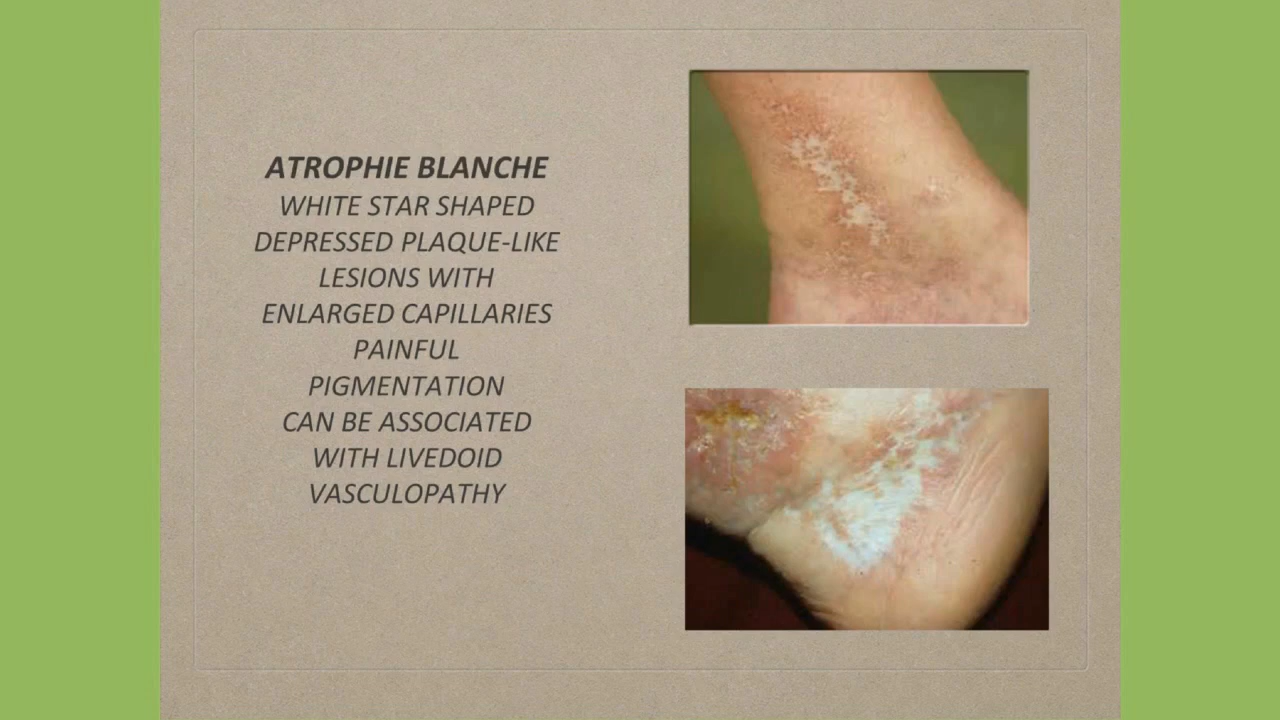 ATROPHIE BLANCHE
WHITE STAR SHAPED
DEPRESSED PLAQUE-LIKE
LESIONS WITH
ENLARGED CAPILLARIES
PAINFUL
PIGMENTATION
CAN BE ASSOCIATED
WITH LIVEDOID
VASCULOPATHY